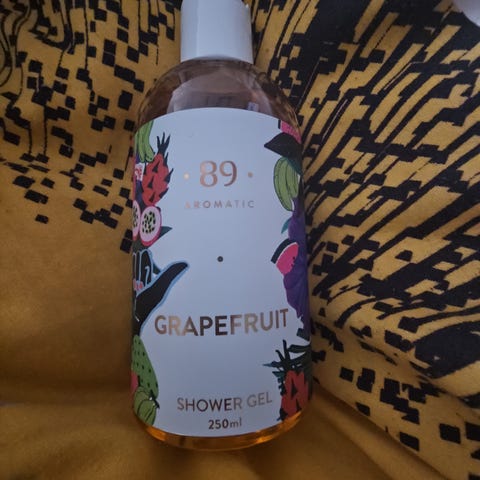 · 89 ·
AROMATIC
GRAPEFRUIT
SHOWER GEL
250ml